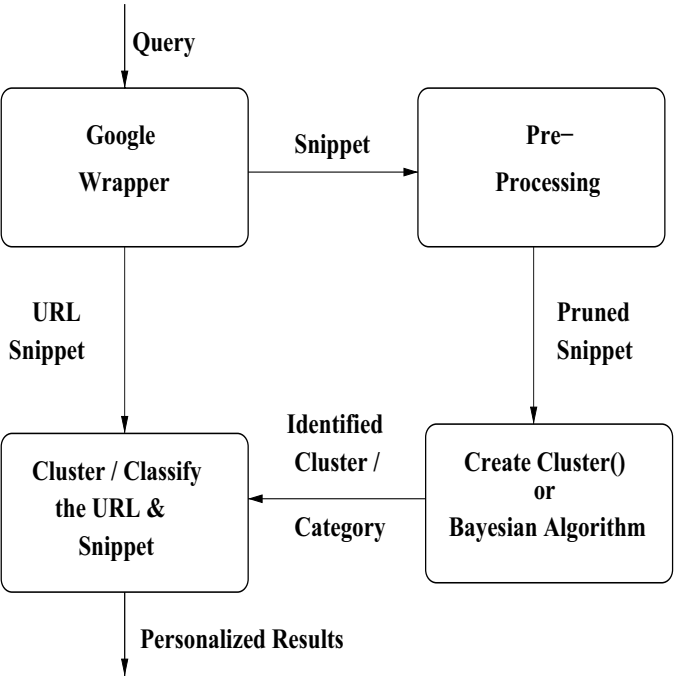 Query
Google
Wrapper
Snippet
Pre–
Processing
URL
Snippet
Pruned
Snippet
Identified
Cluster /
Category
Cluster / Classify
the URL &
Snippet
Create Cluster()
or
Bayesian Algorithm
Personalized Results